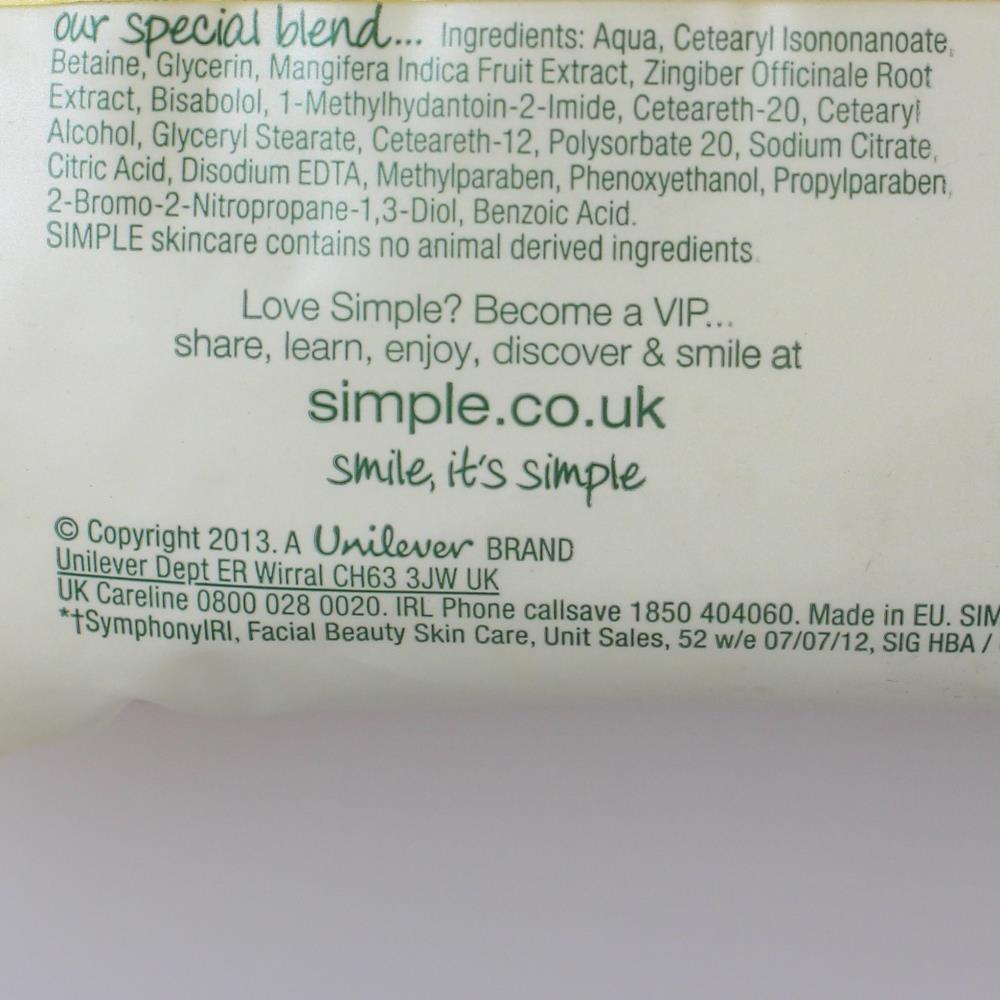 our special blend... Ingredients: Aqua, Cetearyl Isononanoate,
Betaine, Glycerin, Mangifera Indica Fruit Extract, Zingiber Officinale Root
Extract, Bisabolol, 1-Methylhydantoin-2-Imide, Ceteareth-20, Cetearyl
Alcohol, Glyceryl Stearate, Ceteareth-12, Polysorbate 20, Sodium Citrate,
Citric Acid, Disodium EDTA, Methylparaben, Phenoxyethanol, Propylparaben,
2-Bromo-2-Nitropropane-1,3-Diol, Benzoic Acid.
SIMPLE skincare contains no animal derived ingredients.
Love Simple? Become a VIP...
share, learn, enjoy, discover & smile at
simple.co.uk
smile, it's simple
© Copyright 2013. A Unilever BRAND
Unilever Dept ER Wirral CH63 3JW UK
UK Careline 0800 028 0020. IRL Phone callsave 1850 404060. Made in EU. SIM
*†SymphonyIRI, Facial Beauty Skin Care, Unit Sales, 52 w/e 07/07/12, SIG HBA /